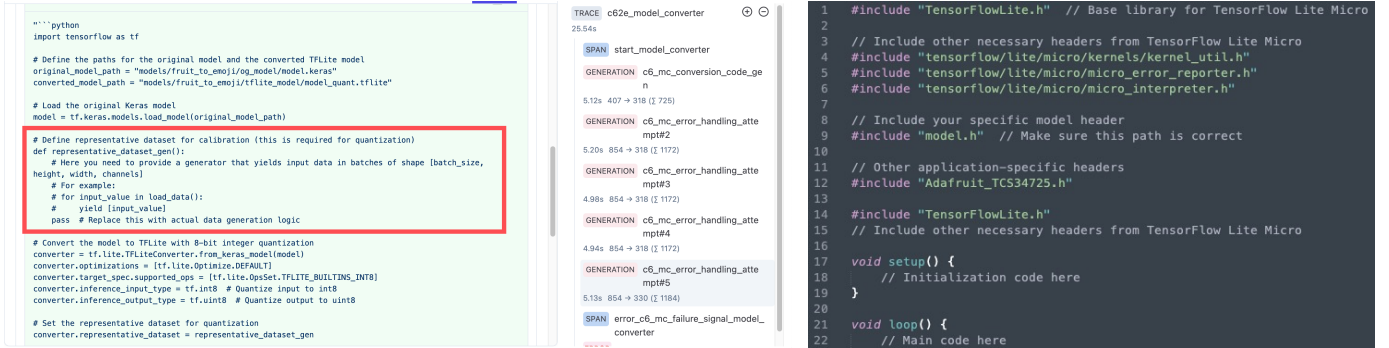 "```python
import tensorflow as tf
# Define the paths for the original model and the converted TFLite model
original_model_path = "models/fruit_to_emoji/og_model/model.keras"
converted_model_path = "models/fruit_to_emoji/tflite_model/model_quant.tflite"
# Load the original Keras model
model = tf.keras.models.load_model(original_model_path)
# Define representative dataset for calibration (this is required for quantization)
def representative_dataset_gen():
    # Here you need to provide a generator that yields input data in batches of shape [batch_size,
height, width, channels]
    # For example:
    # for input_value in load_data():
    #     yield [input_value]
    pass  # Replace this with actual data generation logic
# Convert the model to TFLite with 8-bit integer quantization
converter = tf.lite.TFLiteConverter.from_keras_model(model)
converter.optimizations = [tf.lite.Optimize.DEFAULT]
converter.target_spec.supported_ops = [tf.lite.OpsSet.TFLITE_BUILTINS_INT8]
converter.inference_input_type = tf.int8  # Quantize input to int8
converter.inference_output_type = tf.uint8  # Quantize output to uint8
# Set the representative dataset for quantization
converter.representative_dataset = representative_dataset_gen
TRACE c62e_model_converter
25.54s
SPAN start_model_converter
GENERATION c6_mc_conversion_code_ge
n
5.12s 407 → 318 (∑ 725)
GENERATION c6_mc_error_handling_atte
mpt#2
5.20s 854 → 318 (∑ 1172)
GENERATION c6_mc_error_handling_atte
mpt#3
4.98s 854 → 318 (∑ 1172)
GENERATION c6_mc_error_handling_atte
mpt#4
4.94s 854 → 318 (∑ 1172)
GENERATION c6_mc_error_handling_atte
mpt#5
5.13s 854 → 330 (∑ 1184)
SPAN error_c6_mc_failure_signal_model_
converter
1 #include "TensorFlowLite.h"  // Base library for TensorFlow Lite Micro
2
3 // Include other necessary headers from TensorFlow Lite Micro
4 #include "tensorflow/lite/micro/kernels/kernel_util.h"
5 #include "tensorflow/lite/micro/micro_error_reporter.h"
6 #include "tensorflow/lite/micro/micro_interpreter.h"
7
8 // Include your specific model header
9 #include "model.h"  // Make sure this path is correct
10
11 // Other application-specific headers
12 #include "Adafruit_TCS34725.h"
13
14 #include "TensorFlowLite.h"
15 // Include other necessary headers from TensorFlow Lite Micro
16
17 void setup() {
18     // Initialization code here
19 }
20
21 void loop() {
22     // Main code here